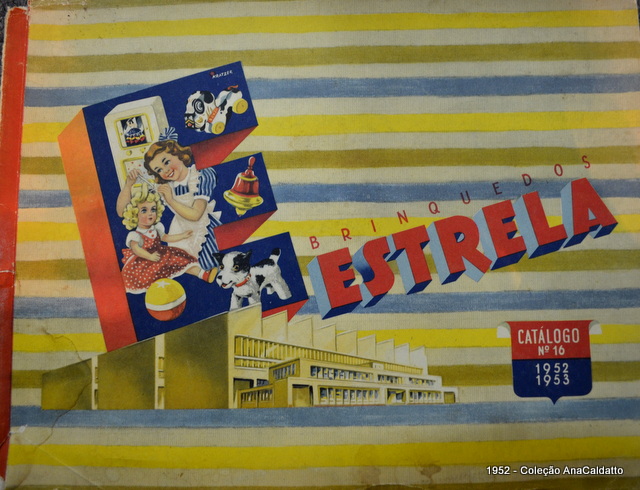 BRINQUEDOS
ESTRELA
CATÁLOGO
Nº 16
1952
1953
1952 - Coleção AnaCaldatto